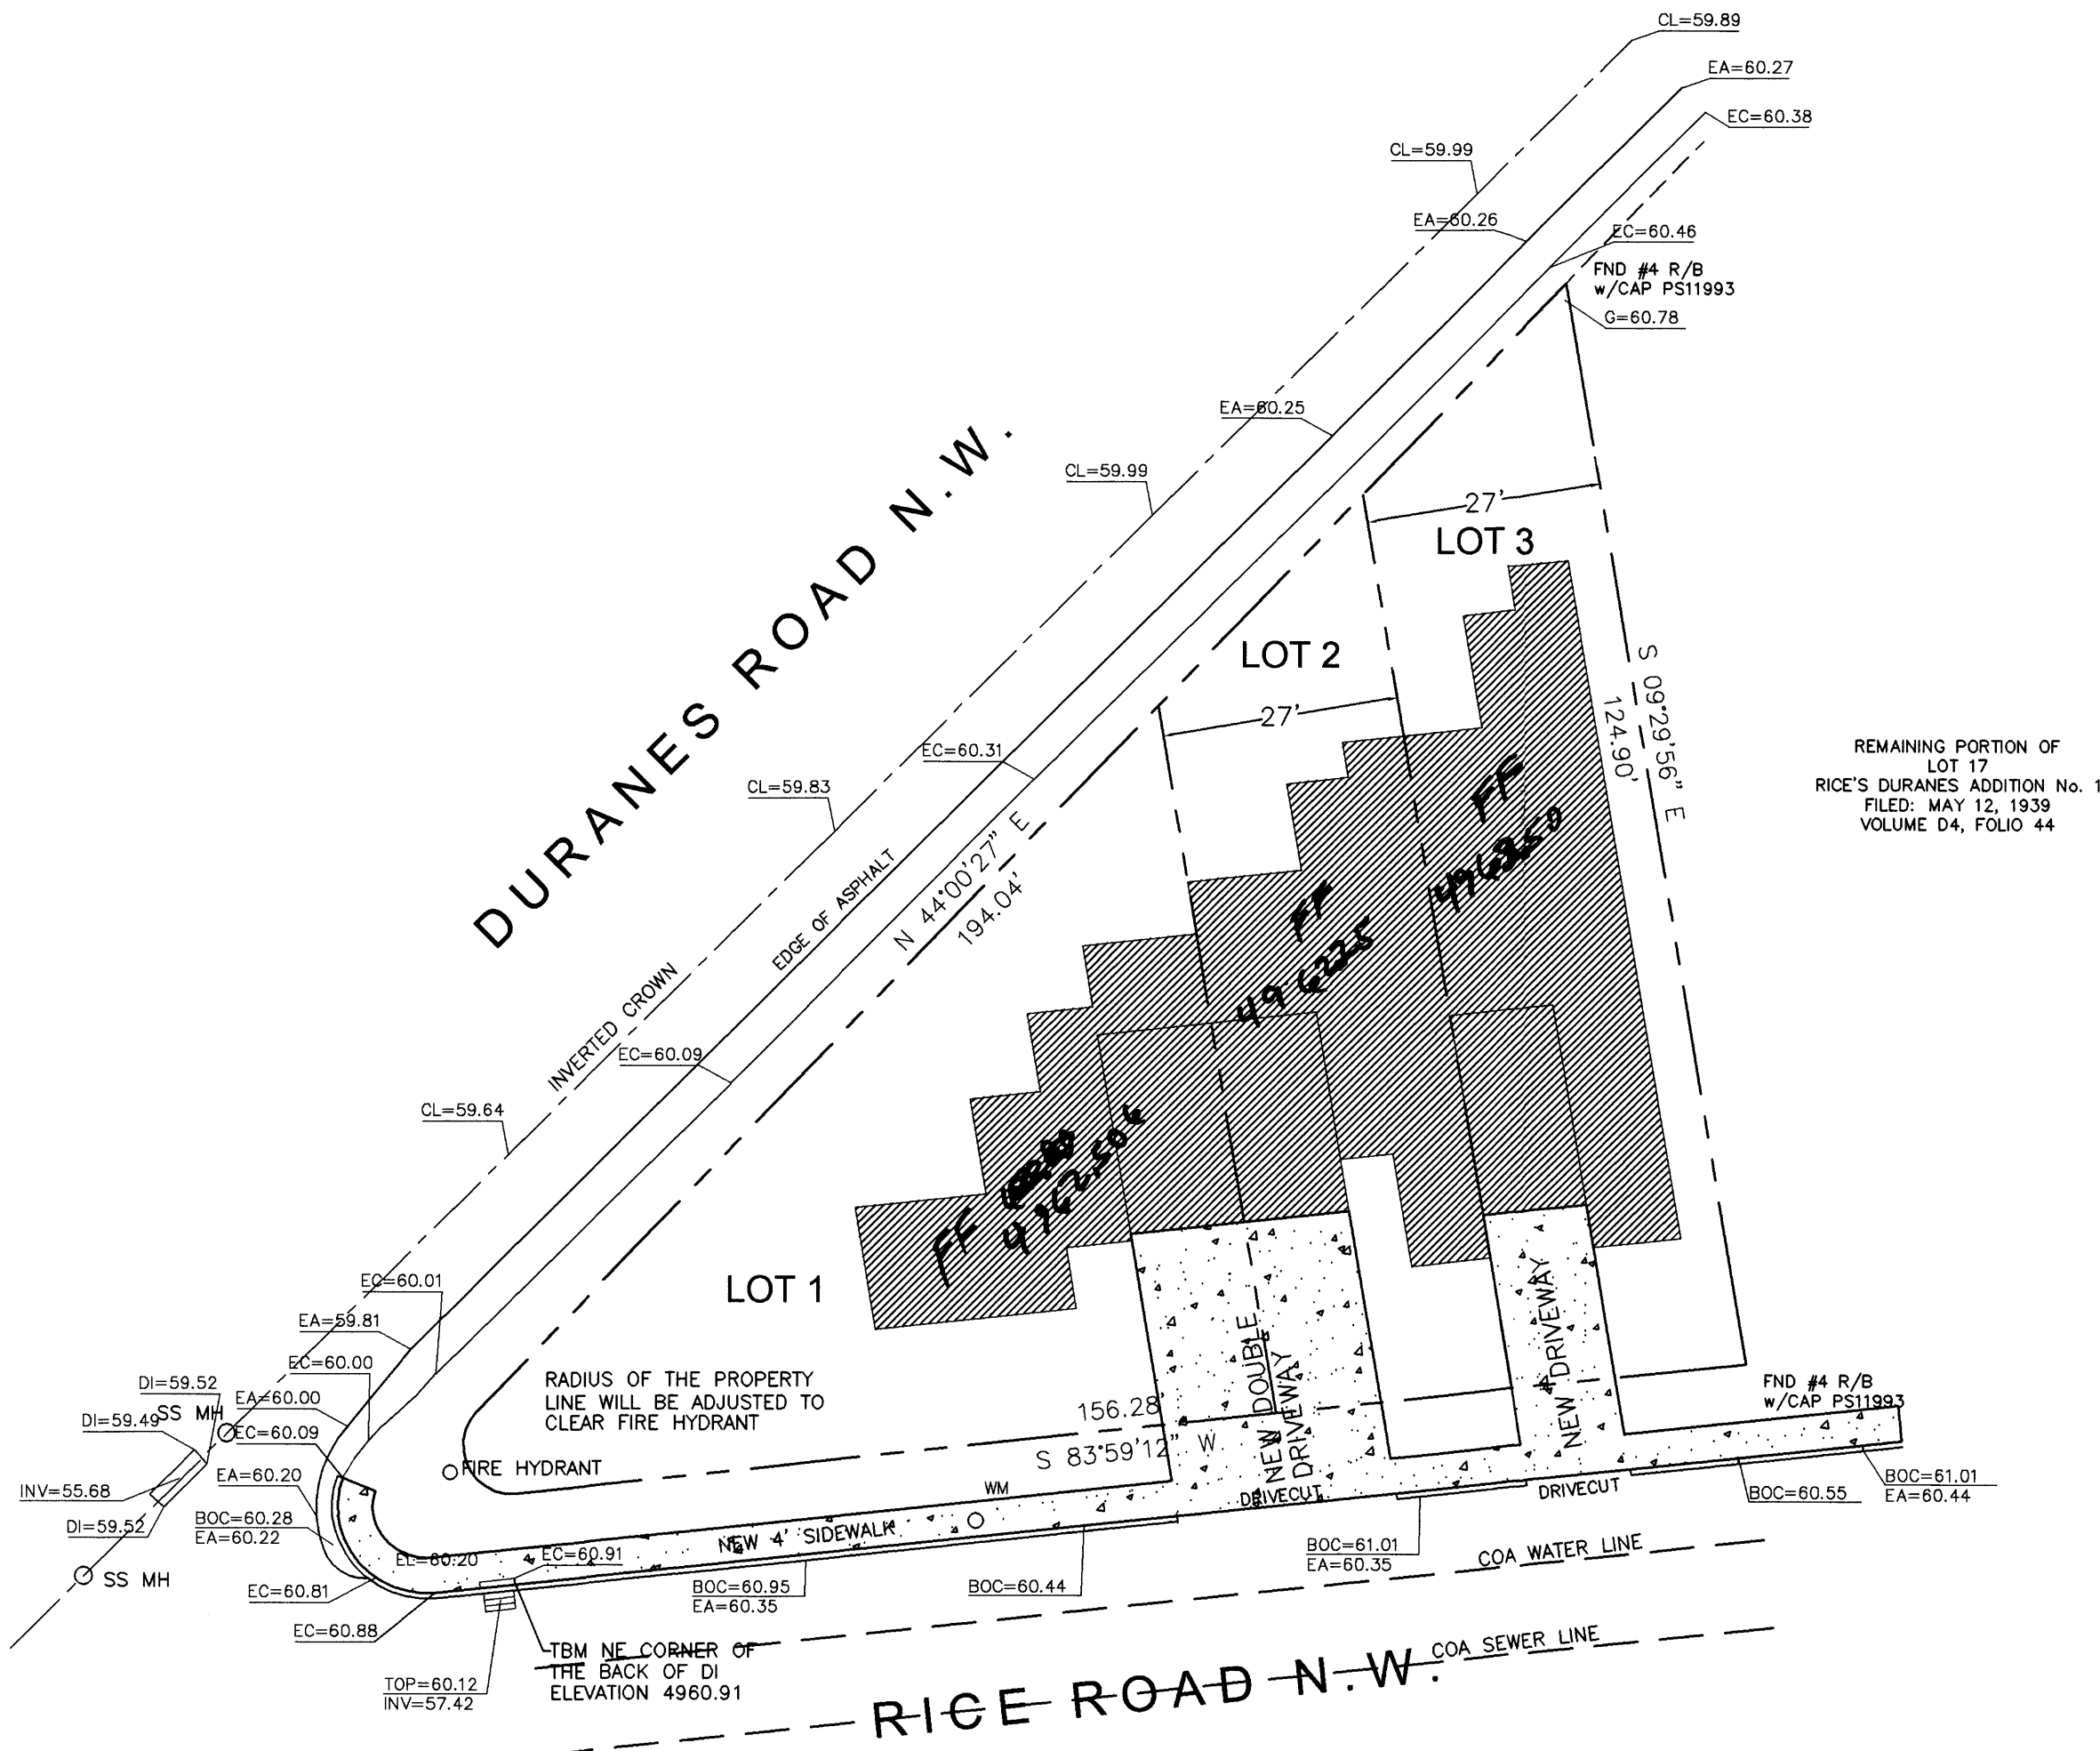 CL=59.89
EA=60.27
EC=60.38
CL=59.99
EA=60.26
EC=60.46
FND #4 R/B
w/CAP PS11993
G=60.78
EA=60.25
CL=59.99
27'
LOT 3
DURANES ROAD N.W.
LOT 2
27'
S 09°29'56" E
124.90'
EC=60.31
CL=59.83
REMAINING PORTION OF
LOT 17
RICE'S DURANES ADDITION No. 1
FILED: MAY 12, 1939
VOLUME D4, FOLIO 44
FF
FF
EDGE OF ASPHALT
N 44°00'27" E
194.04'
INVERTED CROWN
EC=60.09
CL=59.64
FF
LOT 1
EC=60.01
EA=59.81
EC=60.00
RADIUS OF THE PROPERTY
LINE WILL BE ADJUSTED TO
CLEAR FIRE HYDRANT
DI=59.52
EA=60.00
SS MH
DI=59.49
EC=60.09
156.28'
S 83°59'12" W
NEW DOUBLE
DRIVEWAY
NEW DRIVEWAY
FND #4 R/B
w/CAP PS11993
FIRE HYDRANT
EA=60.20
INV=55.68
WM
DRIVECUT
DRIVECUT
BOC=61.01
EA=60.44
BOC=60.55
DI=59.52
BOC=60.28
EA=60.22
NEW 4' SIDEWALK
EC=60.91
SS MH
EC=60.81
BOC=60.95
EA=60.35
BOC=60.44
BOC=61.01
EA=60.35
COA WATER LINE
EC=60.88
TBM NE CORNER OF
THE BACK OF DI
ELEVATION 4960.91
COA SEWER LINE
TOP=60.12
INV=57.42
RICE ROAD N.W.